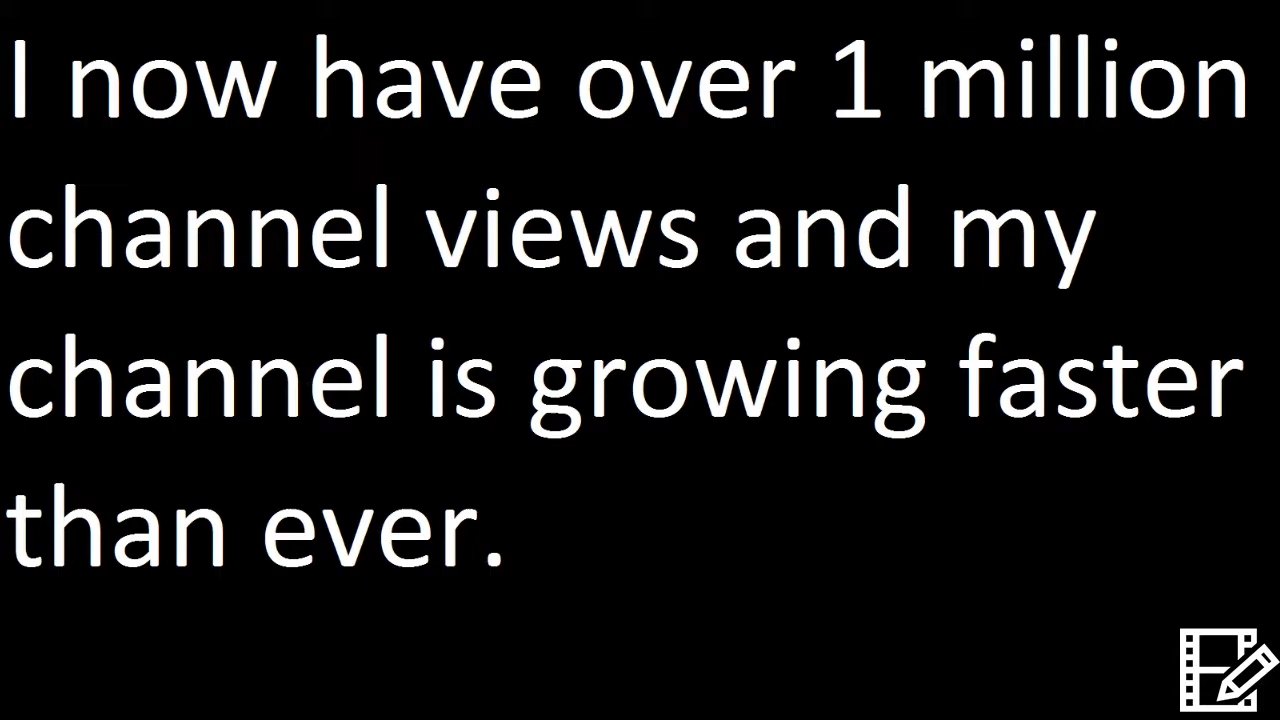 I now have over 1 million
channel views and my
channel is growing faster
than ever.